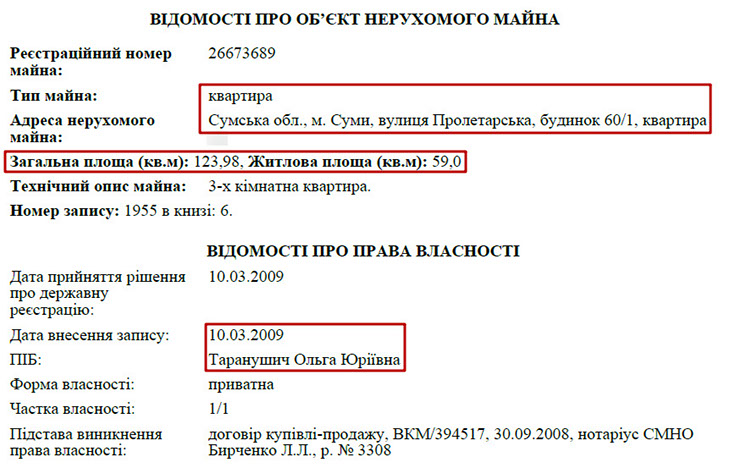 ВІДОМОСТІ ПРО ОБ’ЄКТ НЕРУХОМОГО МАЙНА
Реєстраційний номер майна: 26673689
Тип майна: квартира
Адреса нерухомого майна: Сумська обл., м. Суми, вулиця Пролетарська, будинок 60/1, квартира
Загальна площа (кв.м): 123,98, Житлова площа (кв.м): 59,0
Технічний опис майна: 3-х кімнатна квартира.
Номер запису: 1955 в книзі: 6.
ВІДОМОСТІ ПРО ПРАВА ВЛАСНОСТІ
Дата прийняття рішення про державну реєстрацію: 10.03.2009
Дата внесення запису: 10.03.2009
ПІБ: Таранушич Ольга Юріївна
Форма власності: приватна
Частка власності: 1/1
Підстава виникнення права власності: договір купівлі-продажу, ВКМ/394517, 30.09.2008, нотаріус СМНО
Бирченко Л.Л., р. № 3308